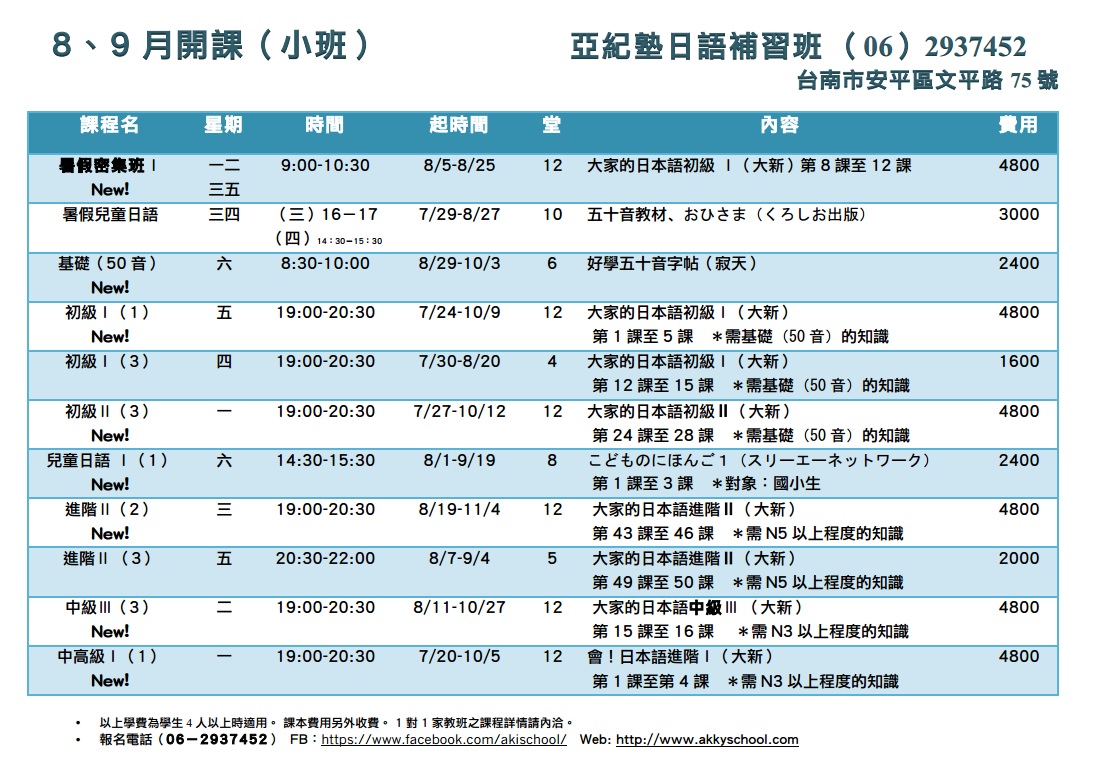 8、9月開課（小班）
亞紀塾日語補習班（06）2937452
台南市安平區文平路 75 號
課程名 星期 時間 起時間 堂 內容 費用
暑假密集班Ⅰ 一二 9:00-10:30 8/5-8/25 12 大家的日本語初級 Ⅰ（大新）第 8 課至 12 課 4800
New! 三五
暑假兒童日語 三四 （三）16－17 7/29-8/27 10 五十音教材、おひさま（くろしお出版） 3000
（四）14：30－15：30
基礎（50 音） 六 8:30-10:00 8/29-10/3 6 好學五十音字帖（寂天） 2400
New!
初級Ⅰ（1） 五 19:00-20:30 7/24-10/9 12 大家的日本語初級Ⅰ（大新） 4800
New! 第 1 課至 5 課 ＊需基礎（50 音）的知識
初級Ⅰ（3） 四 19:00-20:30 7/30-8/20 4 大家的日本語初級Ⅰ（大新） 1600
第 12 課至 15 課 ＊需基礎（50 音）的知識
初級Ⅱ（3） 一 19:00-20:30 7/27-10/12 12 大家的日本語初級Ⅱ（大新） 4800
New! 第 24 課至 28 課 ＊需基礎（50 音）的知識
兒童日語 Ⅰ（1） 六 14:30-15:30 8/1-9/19 8 こどものにほんご１（スリーエーネットワーク） 2400
New! 第 1 課至 3 課 ＊對象：國小生
進階Ⅱ（2） 三 19:00-20:30 8/19-11/4 12 大家的日本語進階Ⅱ（大新） 4800
New! 第 43 課至 46 課 ＊需 N5 以上程度的知識
進階Ⅱ（3） 五 20:30-22:00 8/7-9/4 5 大家的日本語進階Ⅱ（大新） 2000
第 49 課至 50 課 ＊需 N5 以上程度的知識
中級Ⅲ（3） 二 19:00-20:30 8/11-10/27 12 大家的日本語中級Ⅲ（大新） 4800
New! 第 15 課至 16 課 ＊需 N3 以上程度的知識
中高級Ⅰ（1） 一 19:00-20:30 7/20-10/5 12 會！日本語進階Ⅰ（大新） 4800
New! 第 1 課至第 4 課 ＊需 N3 以上程度的知識
• 以上學費為學生 4 人以上時適用。 課本費用另外收費。 1 對 1 家教班之課程詳情請內洽。
• 報名電話（06－2937452） FB：https://www.facebook.com/akischool/ Web: http://www.akkyschool.com